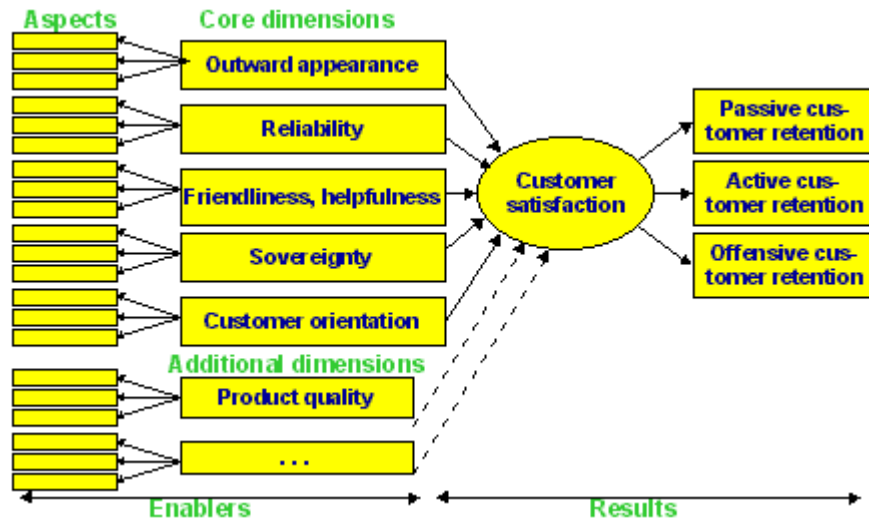 Aspects
Core dimensions
Outward appearance
Reliability
Friendliness, helpfulness
Sovereignty
Customer orientation
Additional dimensions
Product quality
. . .
Customer
satisfaction
Passive cus-
tomer retention
Active cus-
tomer retention
Offensive cus-
tomer retention
Enablers
Results